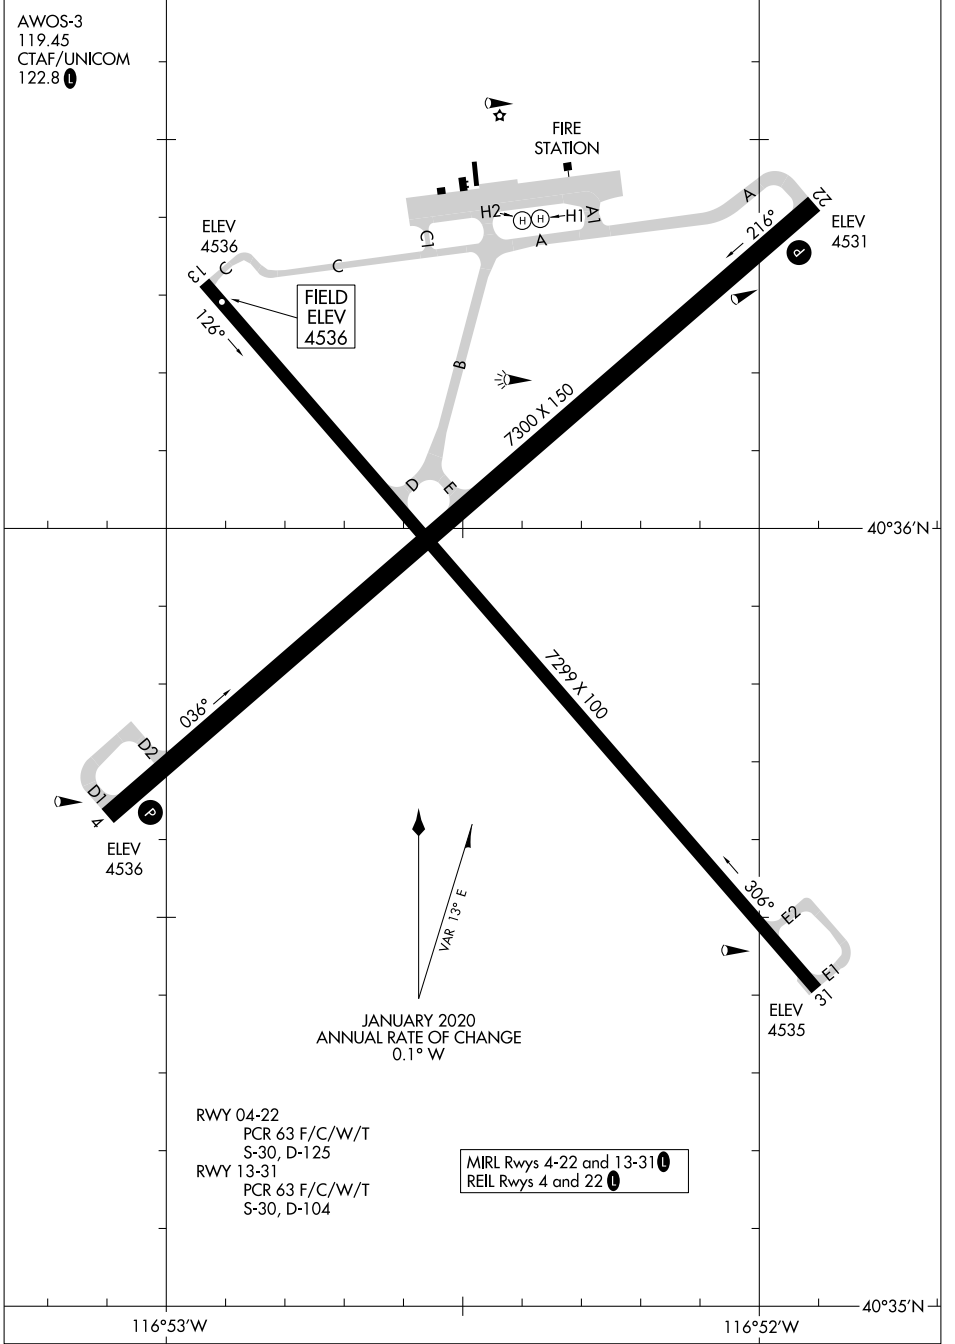 AWOS-3
119.45
CTAF/UNICOM
122.8 L
FIRE
STATION
A
22
H2
H
H
H1
A1
ELEV
4536
C1
A
216°
ELEV
4531
P
13
C
C
FIELD
ELEV
4536
126°
B
7300 X 150
D
E
40°36'N
7299 X 100
036°
D2
D1
4
P
ELEV
4536
VAR 13° E
306°
E2
E1
31
ELEV
4535
JANUARY 2020
ANNUAL RATE OF CHANGE
0.1° W
RWY 04-22
PCR 63 F/C/W/T
S-30, D-125
RWY 13-31
PCR 63 F/C/W/T
S-30, D-104
MIRL Rwys 4-22 and 13-31 L
REIL Rwys 4 and 22 L
40°35'N
116°53'W
116°52'W